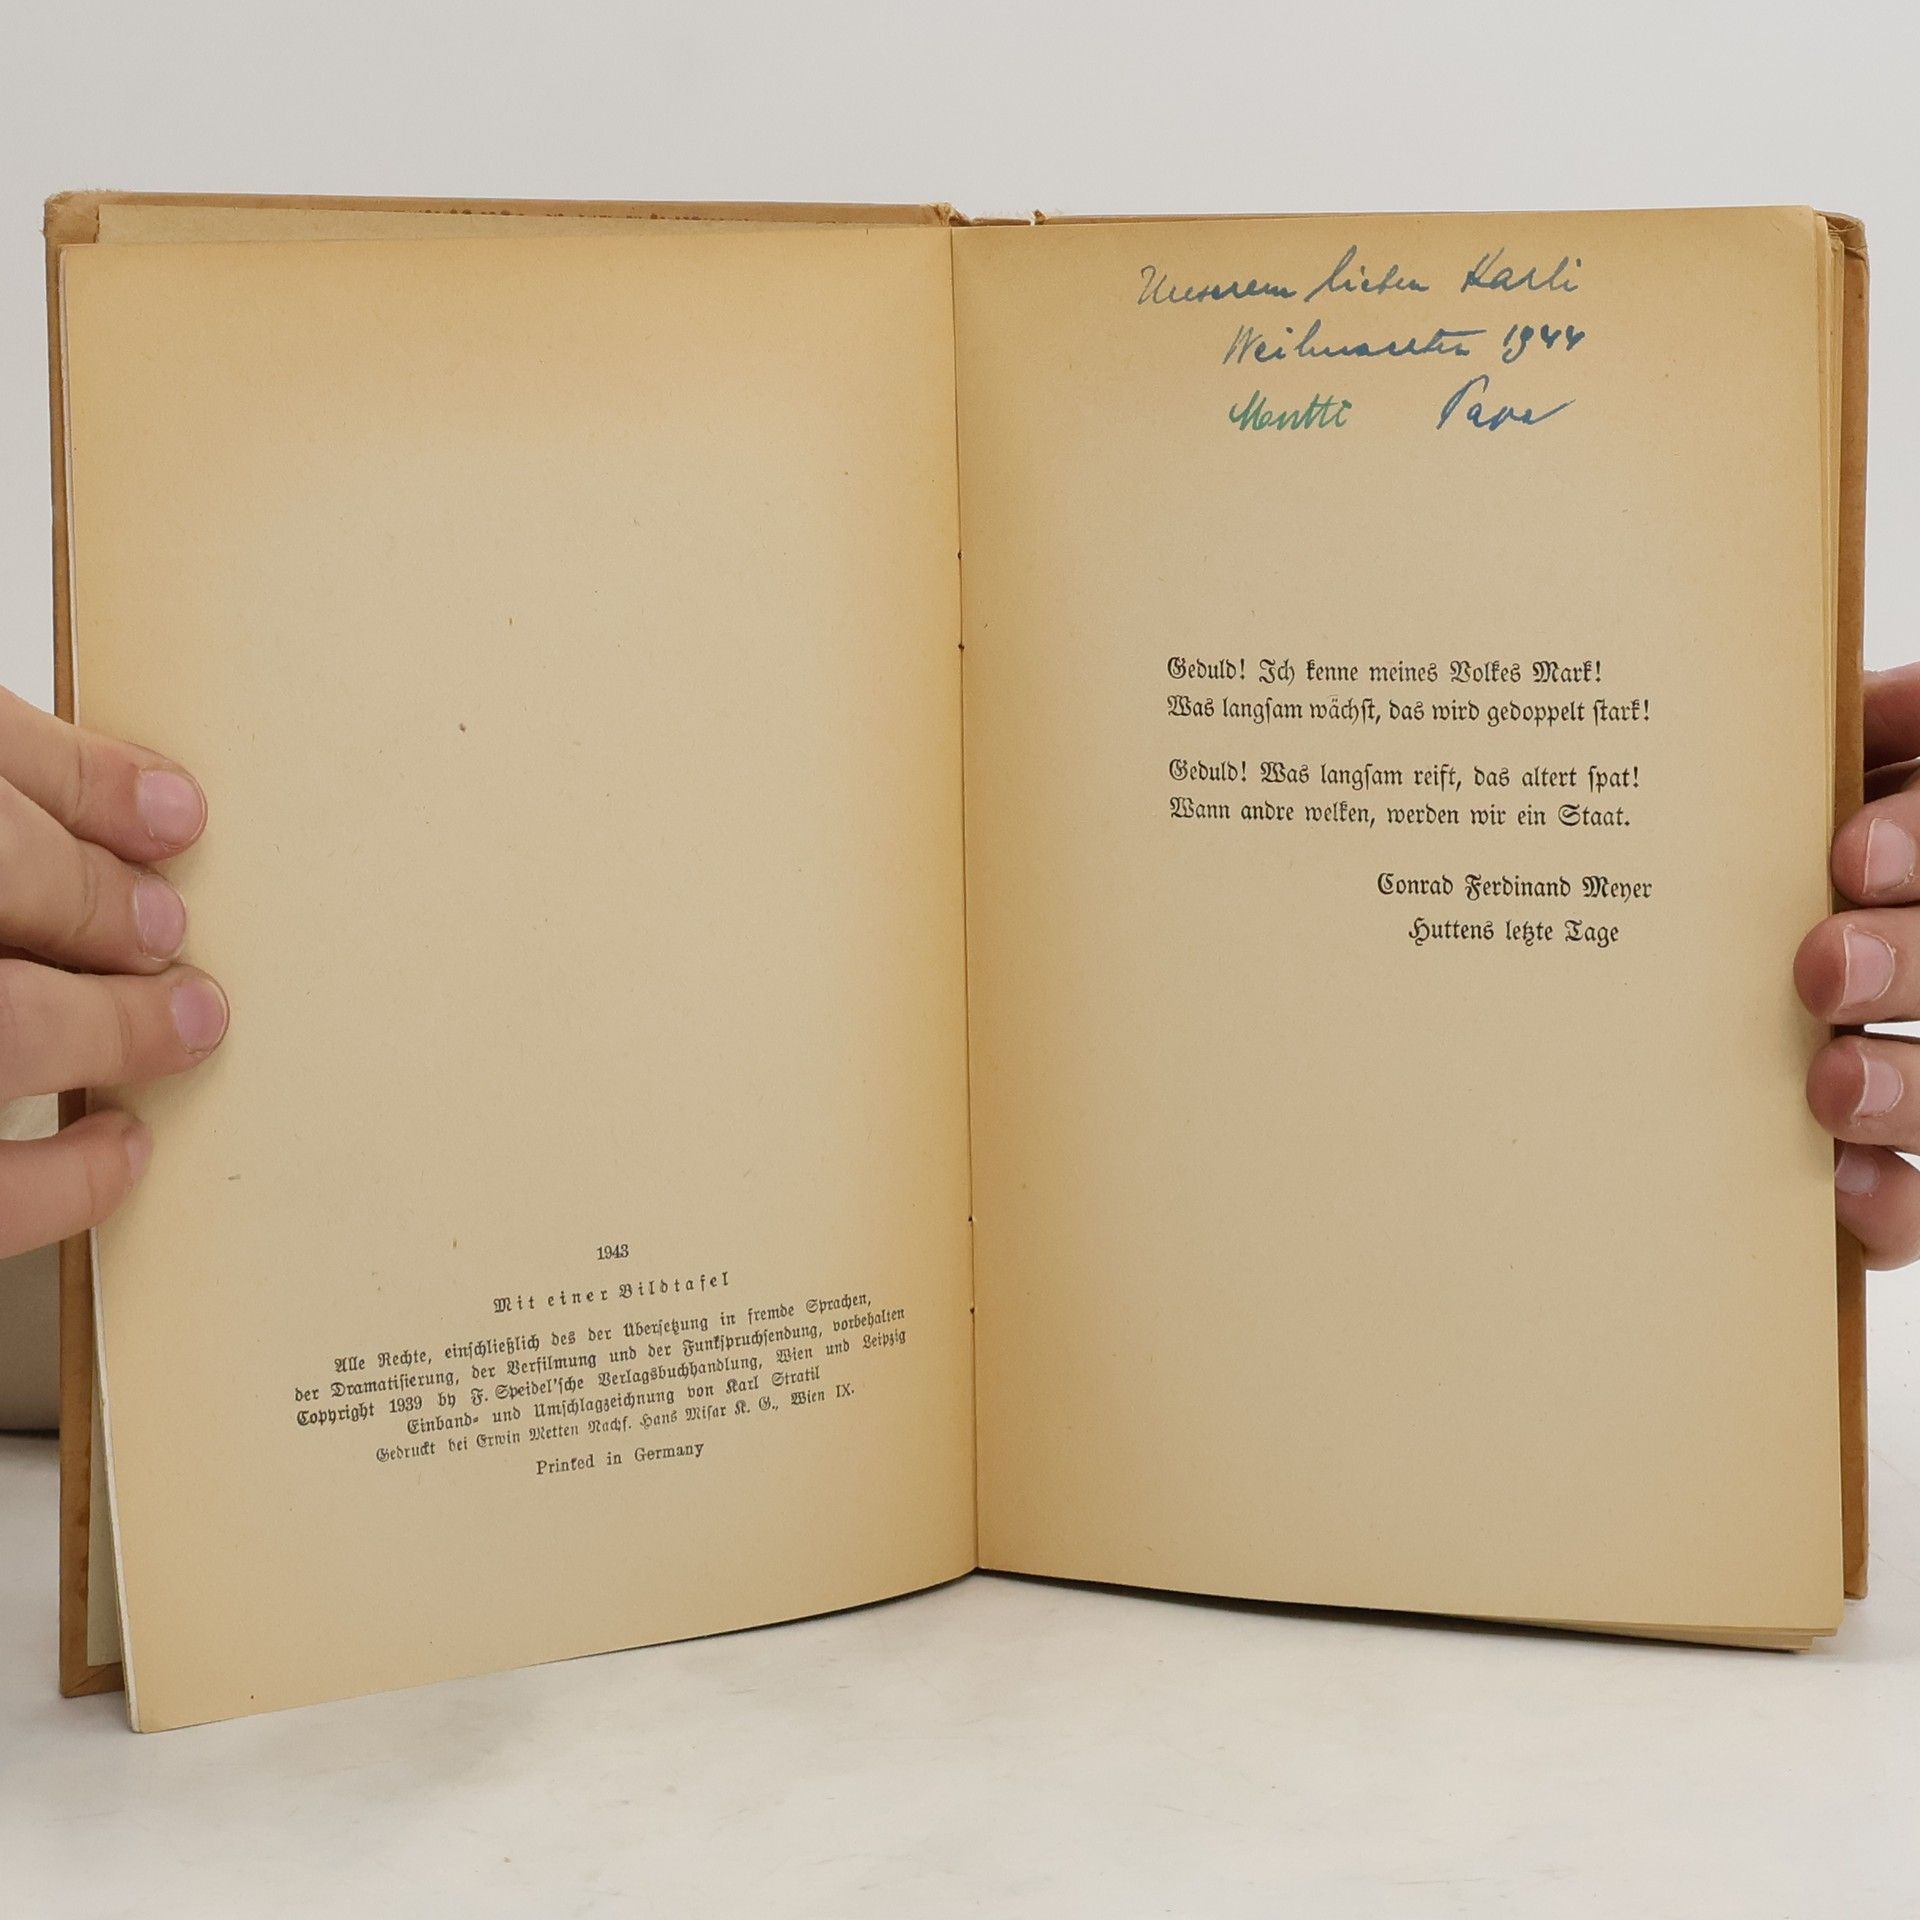 1943
Mit einer Bildtafel
Alle Rechte, einschließlich des der Übersetzung in fremde Sprachen,
der Dramatisierung, der Verfilmung und der Funkspruchsendung, vorbehalten
Copyright 1939 by F. Speidel'sche Verlagsbuchhandlung, Wien und Leipzig
Einband- und Umschlagzeichnung von Karl Stratil
Gedruckt bei Erwin Metten Nachf. Hans Misar K. G., Wien IX.
Printed in Germany
Unserem lieben Karli
Weihnachten 1944
Mutti Papa
Geduld! Ich kenne meines Volkes Mark!
Was langsam wächst, das wird gedoppelt stark!
Geduld! Was langsam reift, das altert spat!
Wann andre welken, werden wir ein Staat.
Conrad Ferdinand Meyer
Huttens letzte Tage